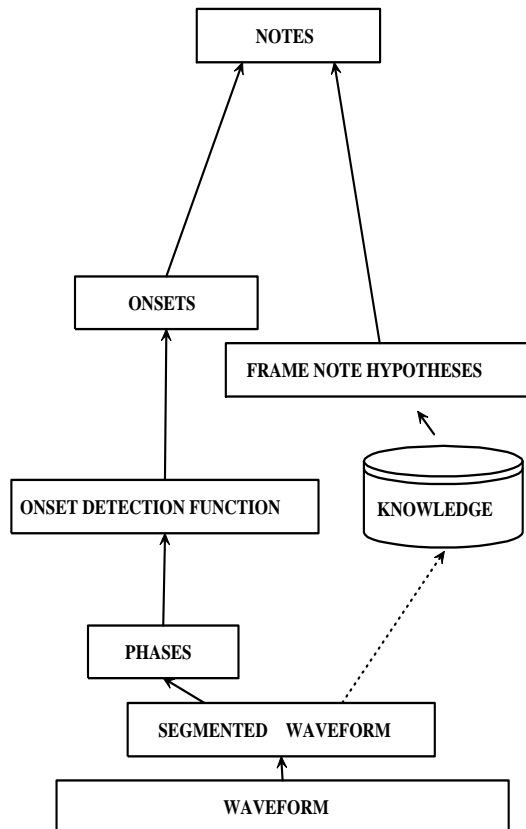 NOTES
ONSETS
FRAME NOTE HYPOTHESES
ONSET DETECTION FUNCTION
KNOWLEDGE
PHASES
SEGMENTED WAVEFORM
WAVEFORM